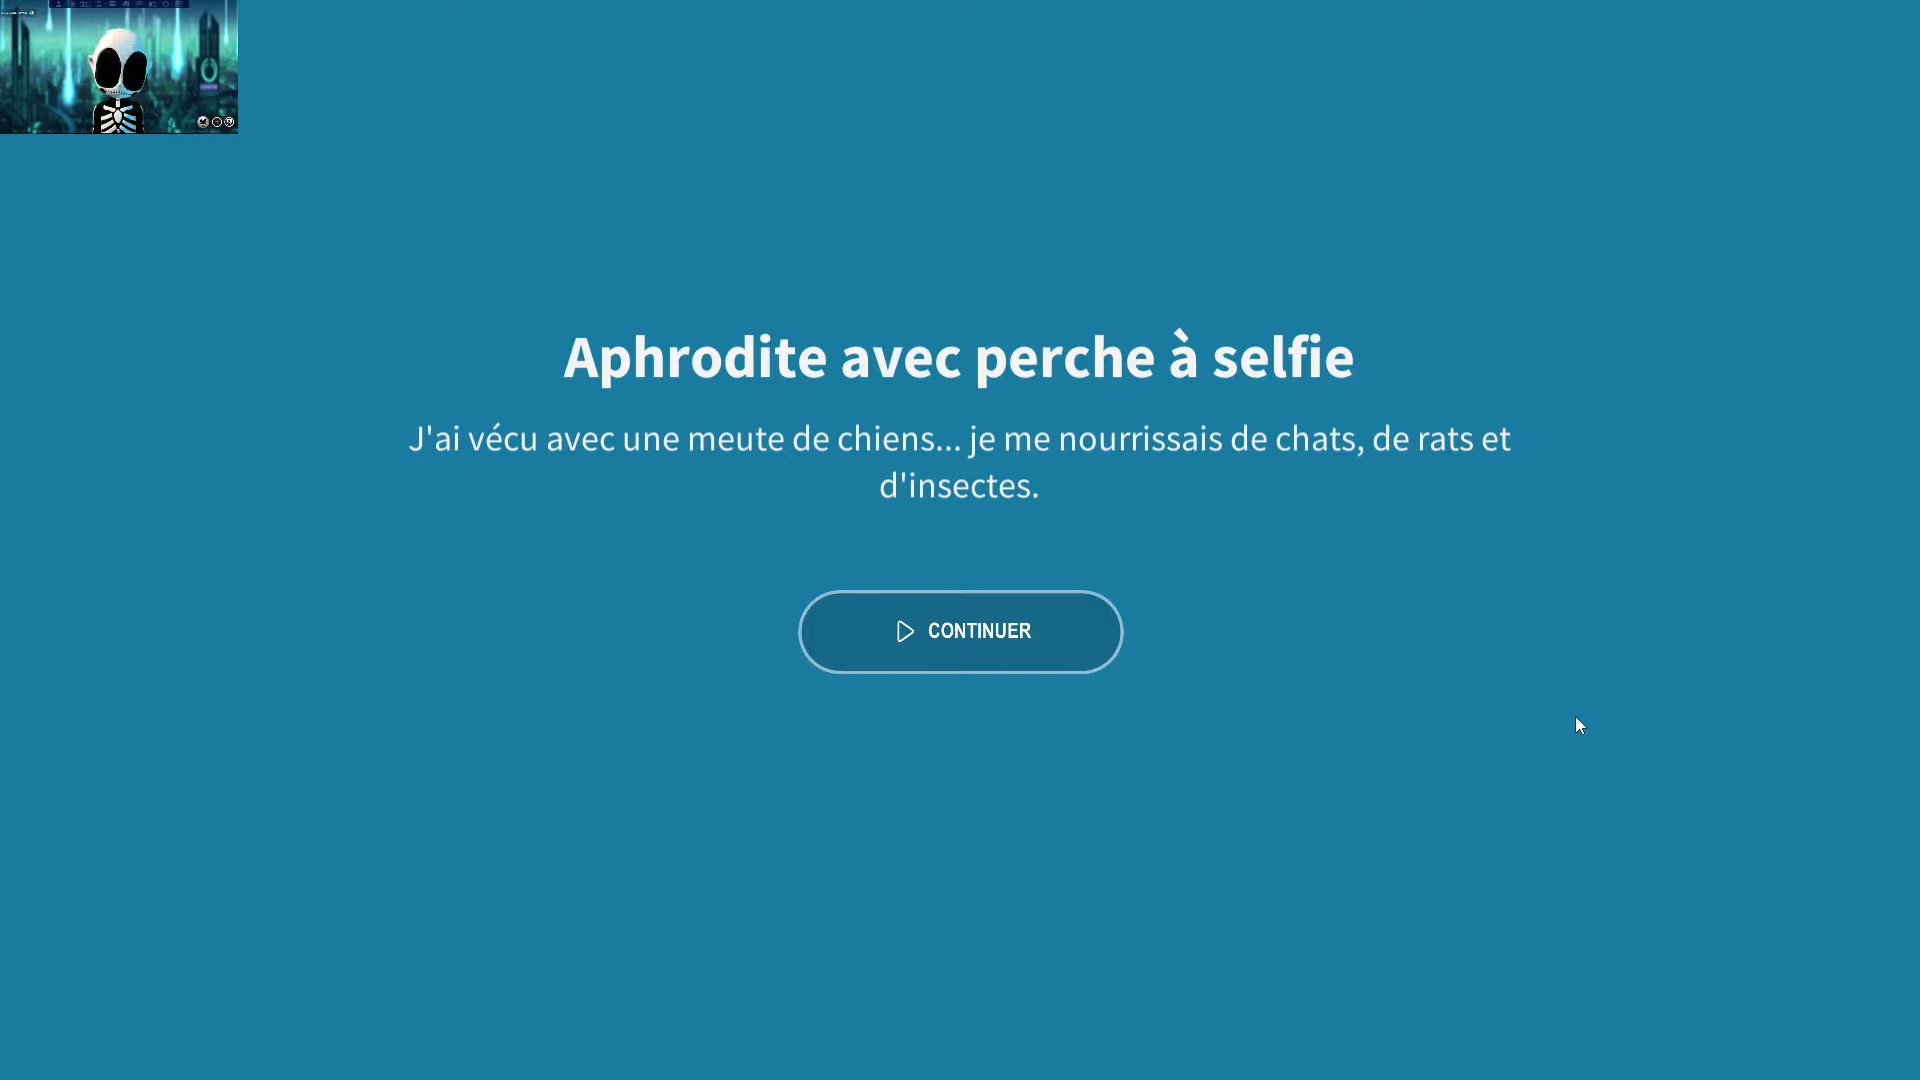 Aphrodite avec perche à selfie
J'ai vécu avec une meute de chiens... je me nourrissais de chats, de rats et
d'insectes.
CONTINUER